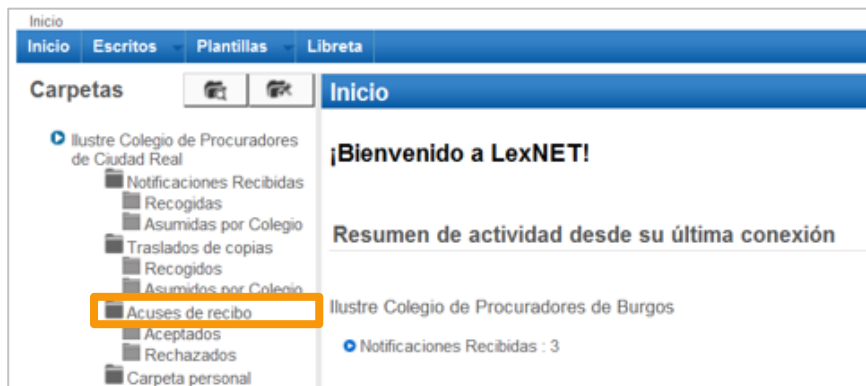 Inicio
Inicio Escritos Plantillas Libreta
Carpetas
Inicio
Ilustre Colegio de Procuradores
de Ciudad Real
Notificaciones Recibidas
Recogidas
Asumidas por Colegio
Traslados de copias
Recogidos
Asumidos por Colegio
Acuses de recibo
Aceptados
Rechazados
Carpeta personal
¡Bienvenido a LexNET!
Resumen de actividad desde su última conexión
Ilustre Colegio de Procuradores de Burgos
Notificaciones Recibidas : 3